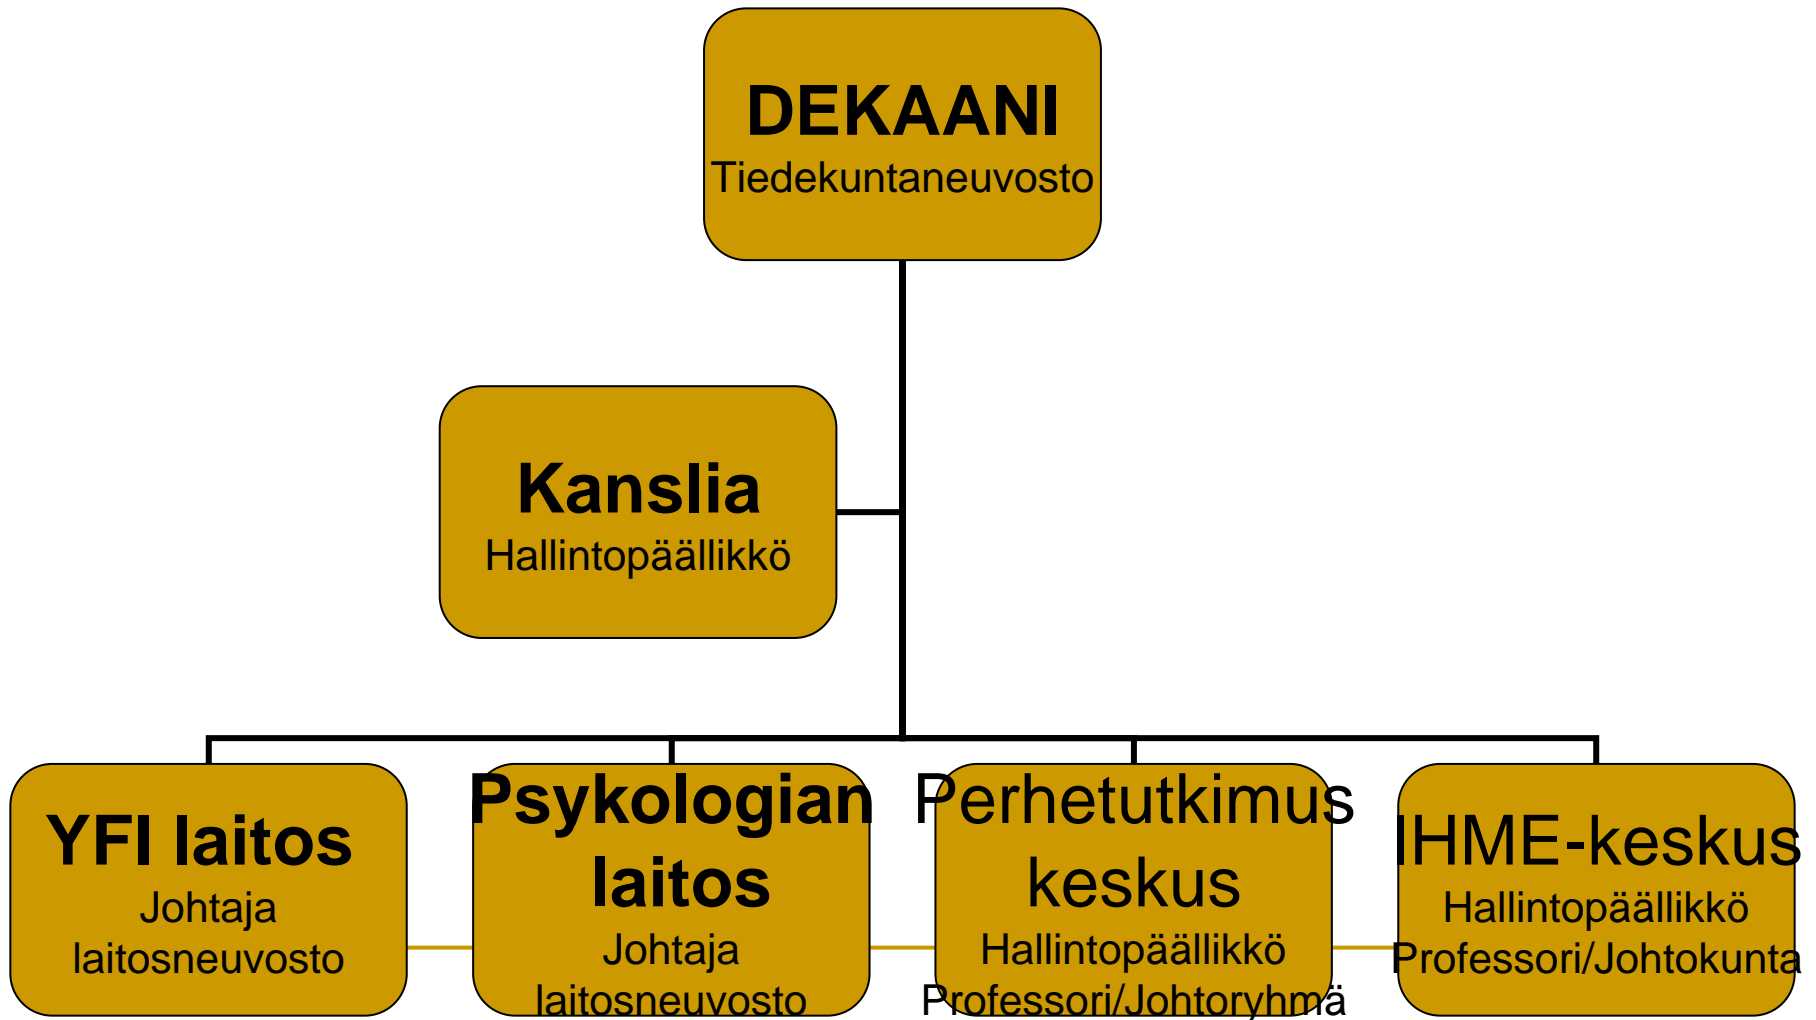 DEKAANI
Tiedekuntaneuvosto
Kanslia
Hallintopäällikkö
YFI laitos
Johtaja
laitosneuvosto
Psykologian
laitos
Johtaja
laitosneuvosto
Perhetutkimus
keskus
Hallintopäällikkö
Professori/Johtoryhmä
IHME-keskus
Hallintopäällikkö
Professori/Johtokunta